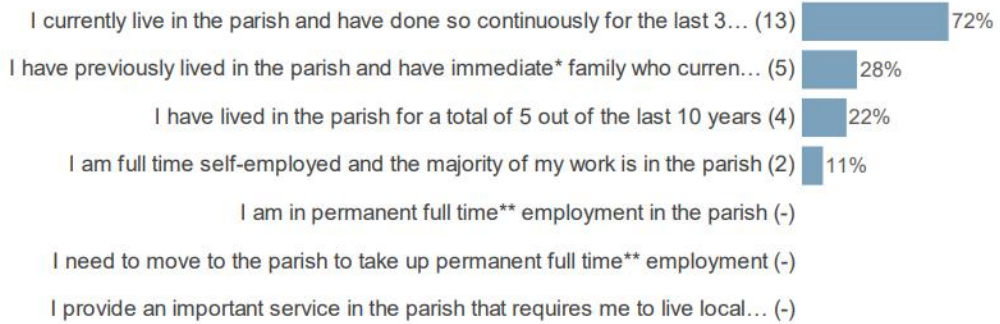 I currently live in the parish and have done so continuously for the last 3... (13) 72%
I have previously lived in the parish and have immediate* family who curren... (5) 28%
I have lived in the parish for a total of 5 out of the last 10 years (4) 22%
I am full time self-employed and the majority of my work is in the parish (2) 11%
I am in permanent full time** employment in the parish (-)
I need to move to the parish to take up permanent full time** employment (-)
I provide an important service in the parish that requires me to live local... (-)